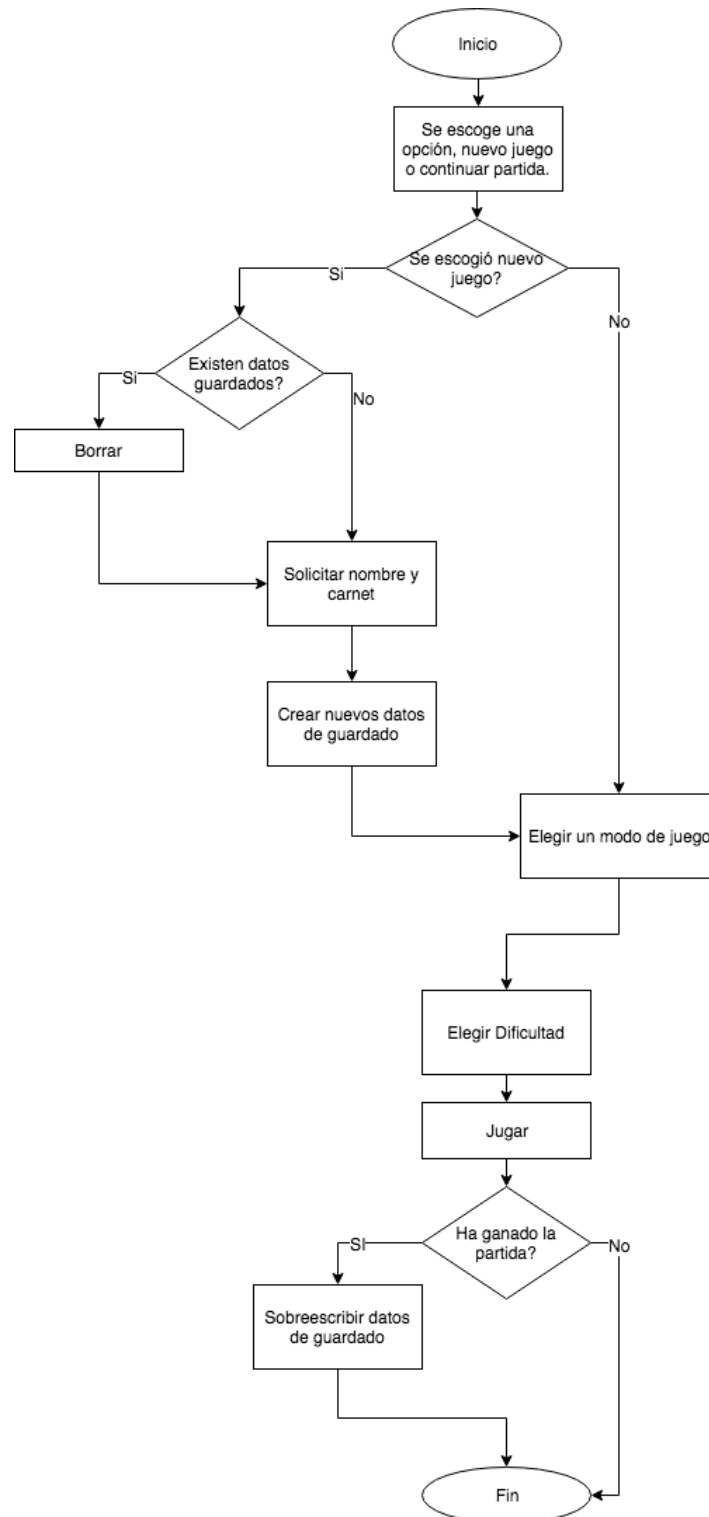 Inicio
Se escoge una
opción, nuevo juego
o continuar partida.
Se escogió nuevo
juego?
Si
No
Existen datos
guardados?
Si
No
Borrar
Solicitar nombre y
carnet
Crear nuevos datos
de guardado
Elegir un modo de juego
Elegir Dificultad
Jugar
Ha ganado la
partida?
SI
No
Sobreescribir datos
de guardado
Fin